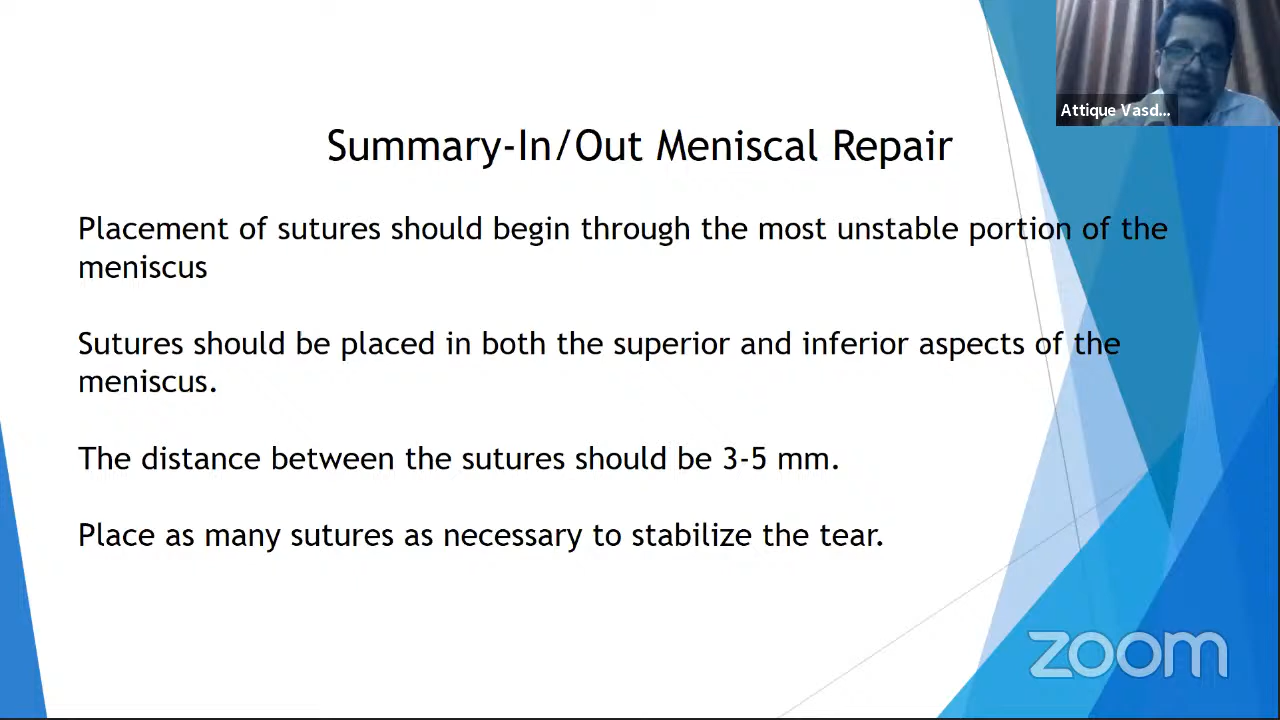 Attique Vasd...
Summary-In/Out Meniscal Repair
Placement of sutures should begin through the most unstable portion of the
meniscus
Sutures should be placed in both the superior and inferior aspects of the
meniscus.
The distance between the sutures should be 3-5 mm.
Place as many sutures as necessary to stabilize the tear.
zoom